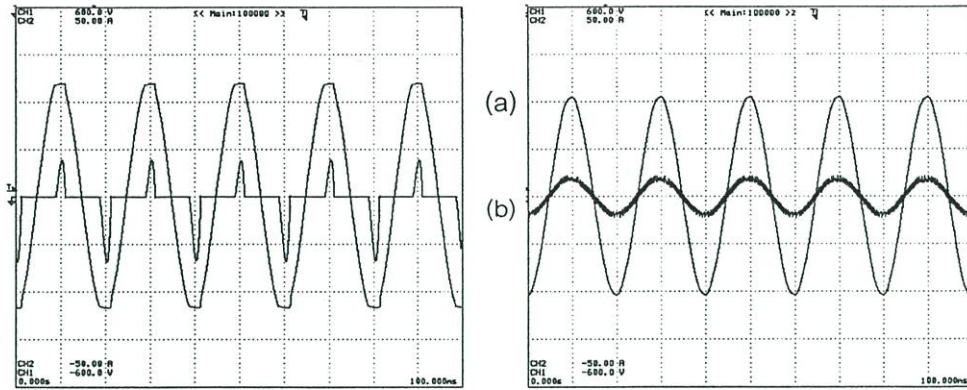 CH1 600.0 V
CH2 50.00 A
<< Main:100000 >>
CH2 -50.00 A
CH1 -600.0 V
0.000s
100.000ms
(a)
(b)
CH1 600.0 V
CH2 50.00 A
<< Main:100000 >>
CH2 -50.00 A
CH1 -600.0 V
0.000s
100.000ms